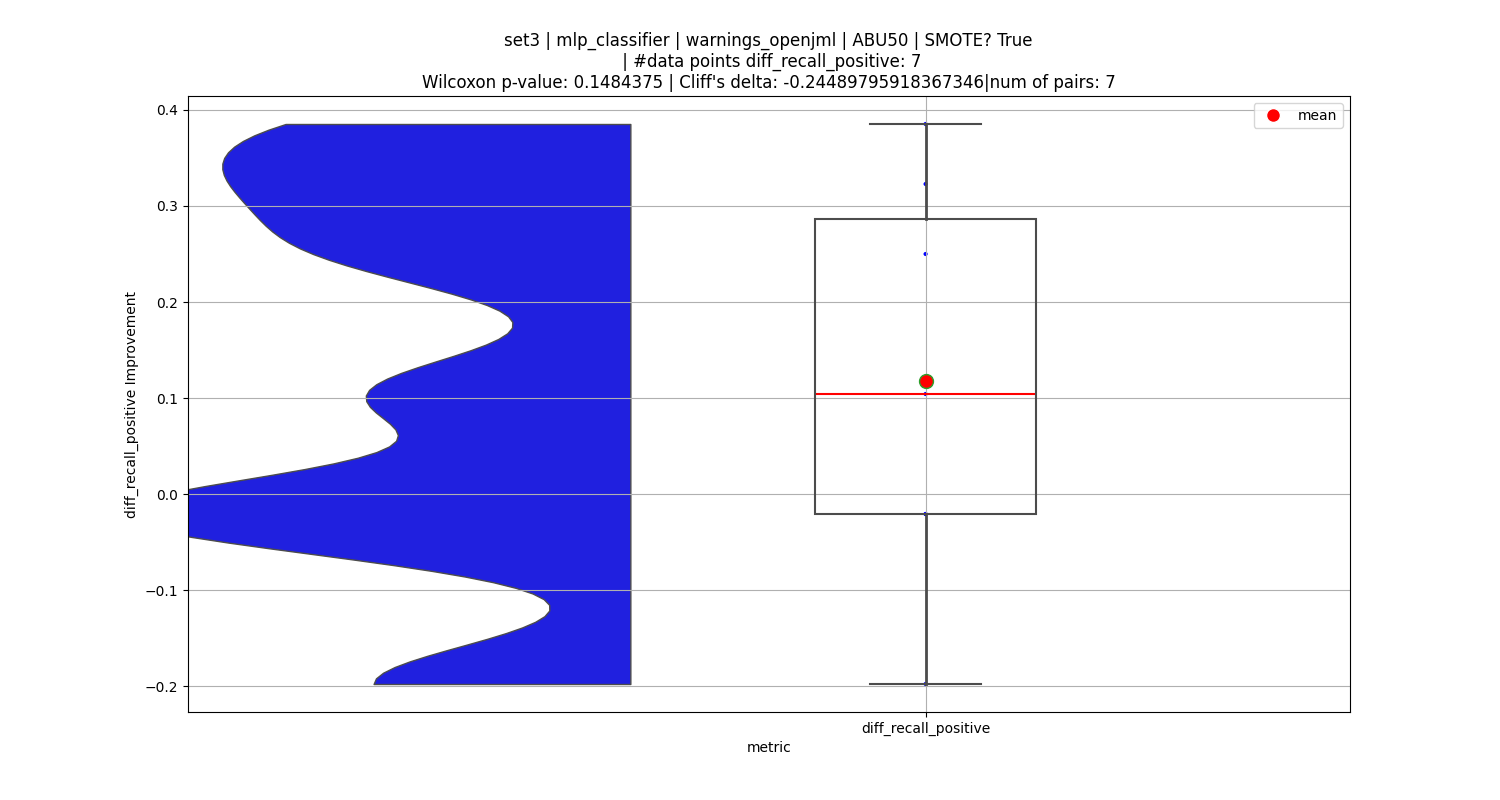 set3 | mlp_classifier | warnings_openjml | ABU50 | SMOTE? True
| #data points diff_recall_positive: 7
Wilcoxon p-value: 0.1484375 | Cliff's delta: -0.24489795918367346|num of pairs: 7
mean
0.4
0.3
0.2
0.1
0.0
−0.1
−0.2
diff_recall_positive Improvement
diff_recall_positive
metric